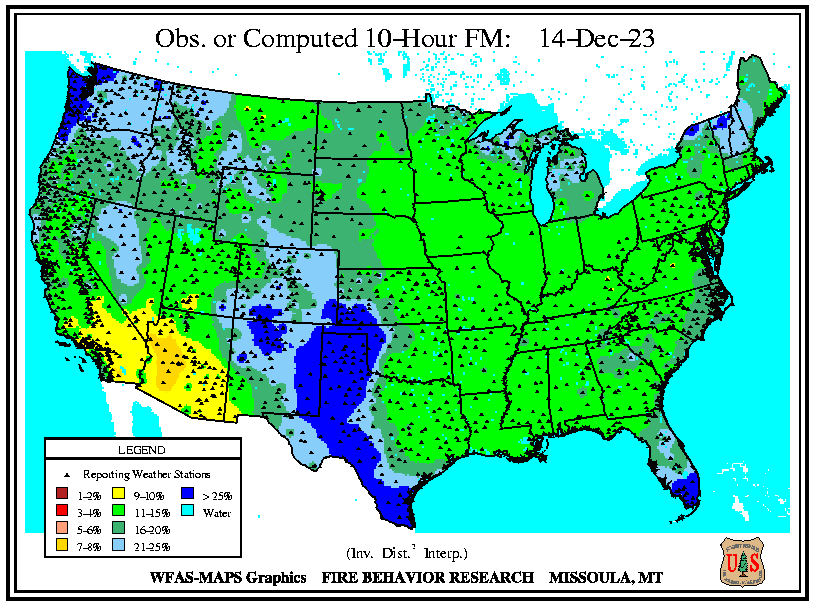 Obs. or Computed 10-Hour FM: 14-Dec-23
LEGEND
Reporting Weather Stations
1-2%
3-4%
5-6%
7-8%
9-10%
11-15%
16-20%
21-25%
> 25%
Water
(Inv. Dist.² Interp.)
WFAS-MAPS Graphics FIRE BEHAVIOR RESEARCH MISSOULA, MT
U S